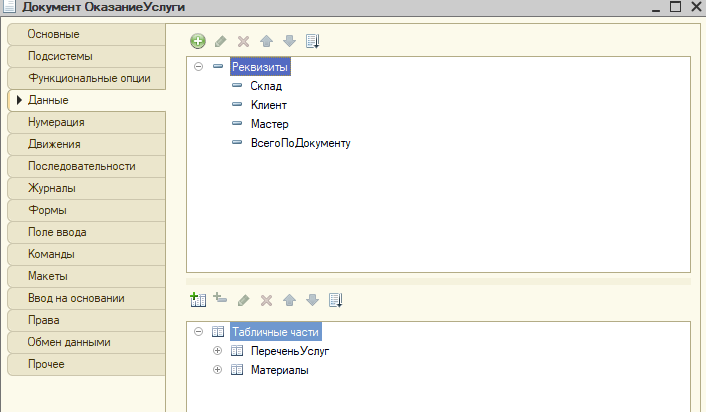 Документ ОказаниеУслуги
Основные
Подсистемы
Функциональные опции
Данные
Нумерация
Движения
Последовательности
Журналы
Формы
Поле ввода
Команды
Макеты
Ввод на основании
Права
Обмен данными
Прочее
Реквизиты
Склад
Клиент
Мастер
ВсегоПоДокументу
Табличные части
ПереченьУслуг
Материалы